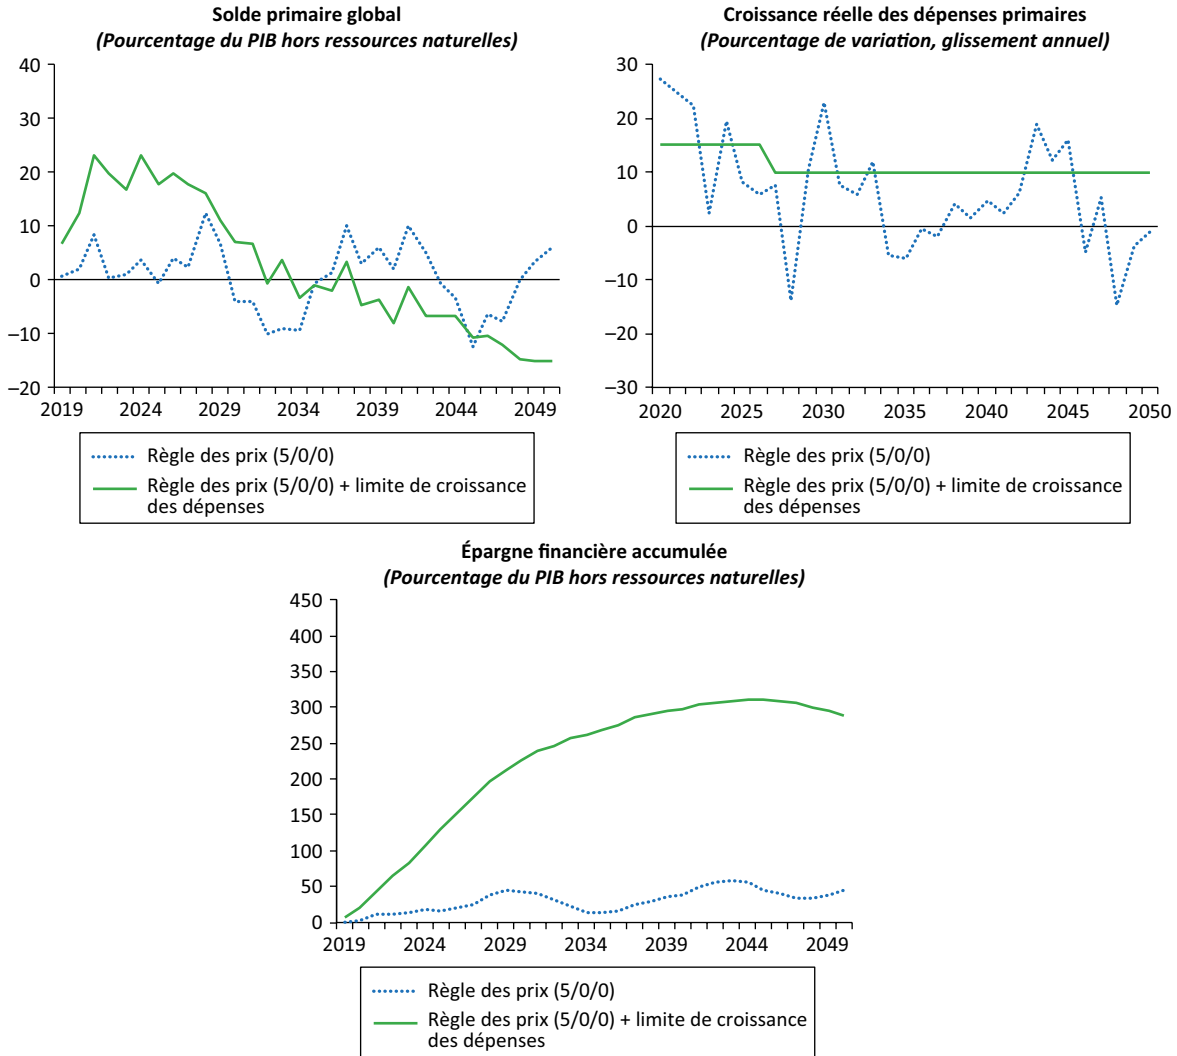 Solde primaire global
(Pourcentage du PIB hors ressources naturelles)
40
30
20
10
0
–10
–20
2019 2024 2029 2034 2039 2044 2049
Règle des prix (5/0/0)
Règle des prix (5/0/0) + limite de croissance
des dépenses
Croissance réelle des dépenses primaires
(Pourcentage de variation, glissement annuel)
30
20
10
0
–10
–20
–30
2020 2025 2030 2035 2040 2045 2050
Règle des prix (5/0/0)
Règle des prix (5/0/0) + limite de croissance
des dépenses
Épargne financière accumulée
(Pourcentage du PIB hors ressources naturelles)
450
400
350
300
250
200
150
100
50
0
2019 2024 2029 2034 2039 2044 2049
Règle des prix (5/0/0)
Règle des prix (5/0/0) + limite de croissance
des dépenses